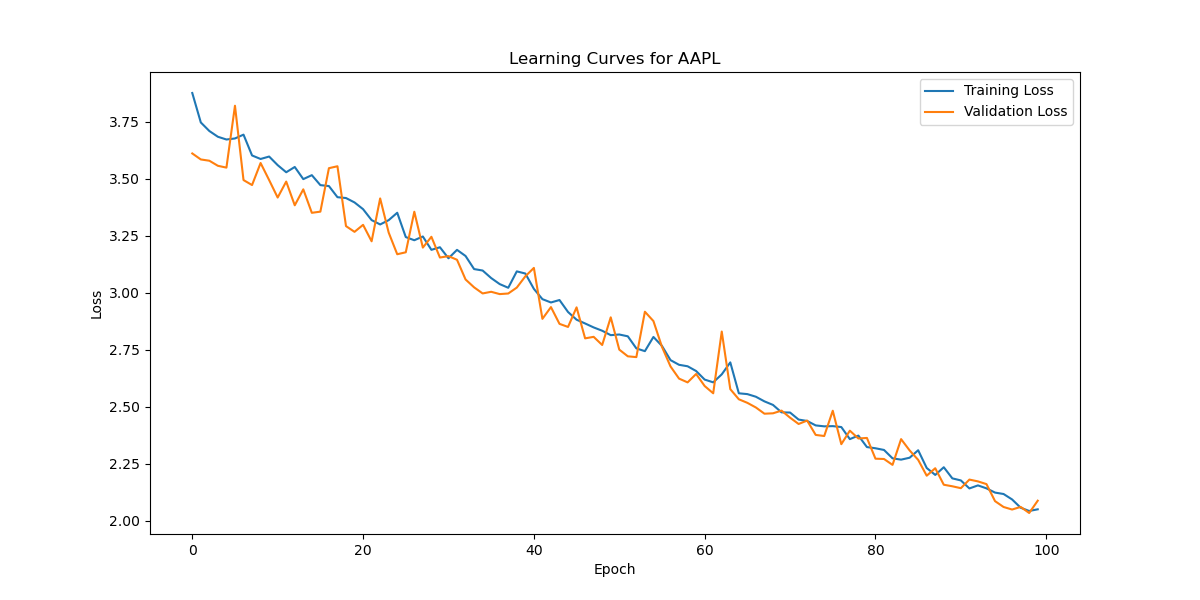 Learning Curves for AAPL
Training Loss
Validation Loss
3.75
3.50
3.25
3.00
2.75
2.50
2.25
2.00
Loss
0 20 40 60 80 100
Epoch